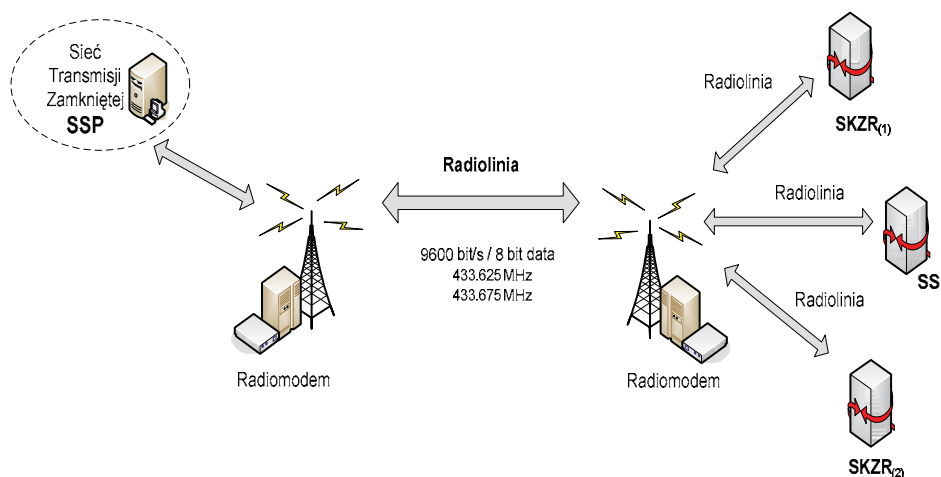 Sieć
Transmisji
Zamkniętej
SSP
Radiolinia
9600 bit/s / 8 bit data
433.625 MHz
433.675 MHz
Radiomodem
Radiomodem
Radiolinia
SKZR(1)
Radiolinia
SS
Radiolinia
SKZR(2)